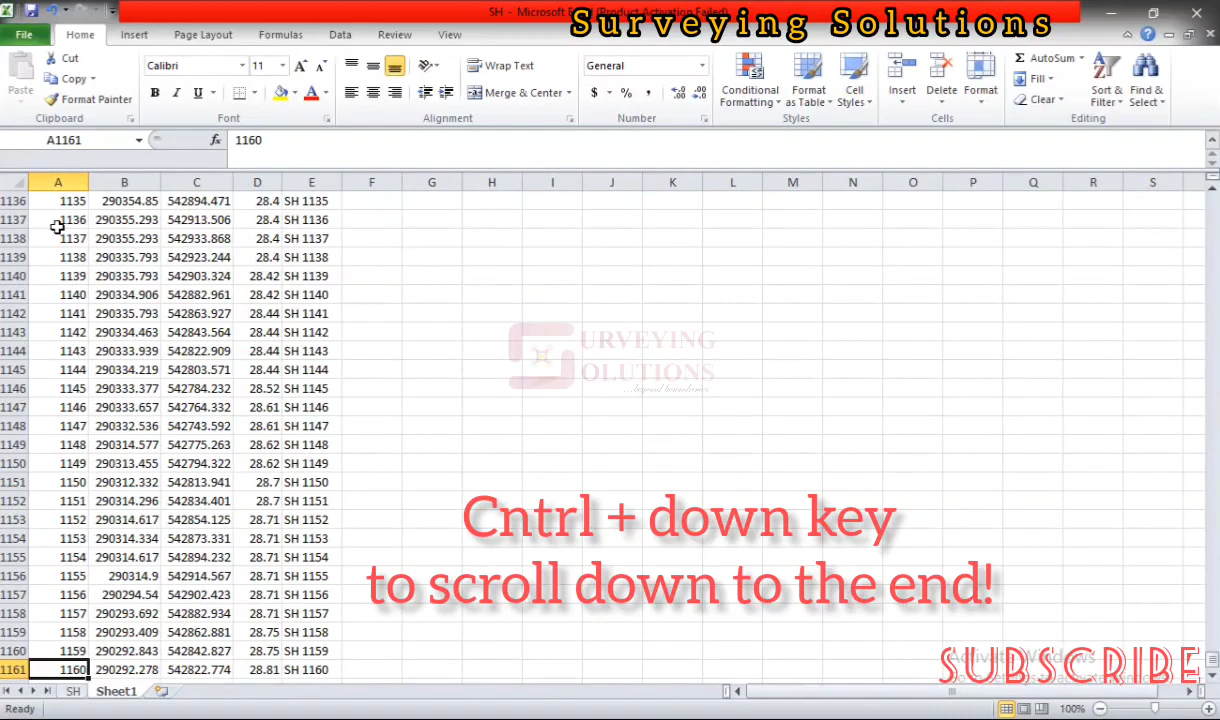 SH - Microsoft Excel (Product Activation Failed)
Surveying Solutions
File Home Insert Page Layout Formulas Data Review View
Paste Cut Copy Format Painter Clipboard
Calibri 11 Font
Wrap Text Merge & Center Alignment
General $ % , Number
Conditional Formatting Format as Table Cell Styles Styles
Insert Delete Format Cells
Σ AutoSum Fill Clear Sort & Filter Find & Select Editing
A1161 fx 1160
A B C D E F G H I J K L M N O P Q R S
1136 1135 290354.85 542894.471 28.4 SH 1135
1137 1136 290355.293 542913.506 28.4 SH 1136
1138 1137 290355.293 542933.868 28.4 SH 1137
1139 1138 290335.793 542923.244 28.4 SH 1138
1140 1139 290335.793 542903.324 28.42 SH 1139
1141 1140 290334.906 542882.961 28.42 SH 1140
1142 1141 290335.793 542863.927 28.44 SH 1141
1143 1142 290334.463 542843.564 28.44 SH 1142
1144 1143 290333.939 542822.909 28.44 SH 1143
1145 1144 290334.219 542803.571 28.44 SH 1144
1146 1145 290333.377 542784.232 28.52 SH 1145
1147 1146 290333.657 542764.332 28.61 SH 1146
1148 1147 290332.536 542743.592 28.61 SH 1147
1149 1148 290314.577 542775.263 28.62 SH 1148
1150 1149 290313.455 542794.322 28.62 SH 1149
1151 1150 290312.332 542813.941 28.7 SH 1150
1152 1151 290314.296 542834.401 28.7 SH 1151
1153 1152 290314.617 542854.125 28.71 SH 1152
1154 1153 290314.334 542873.331 28.71 SH 1153
1155 1154 290314.617 542894.232 28.71 SH 1154
1156 1155 290314.9 542914.567 28.71 SH 1155
1157 1156 290294.54 542902.423 28.71 SH 1156
1158 1157 290293.692 542882.934 28.71 SH 1157
1159 1158 290293.409 542862.881 28.75 SH 1158
1160 1159 290292.843 542842.827 28.75 SH 1159
1161 1160 290292.278 542822.774 28.81 SH 1160
SURVEYING
SOLUTIONS
...beyond boundaries
Cntrl + down key
to scroll down to the end!
Activate Windows
SUBSCRIBE
SH Sheet1
Ready 100%